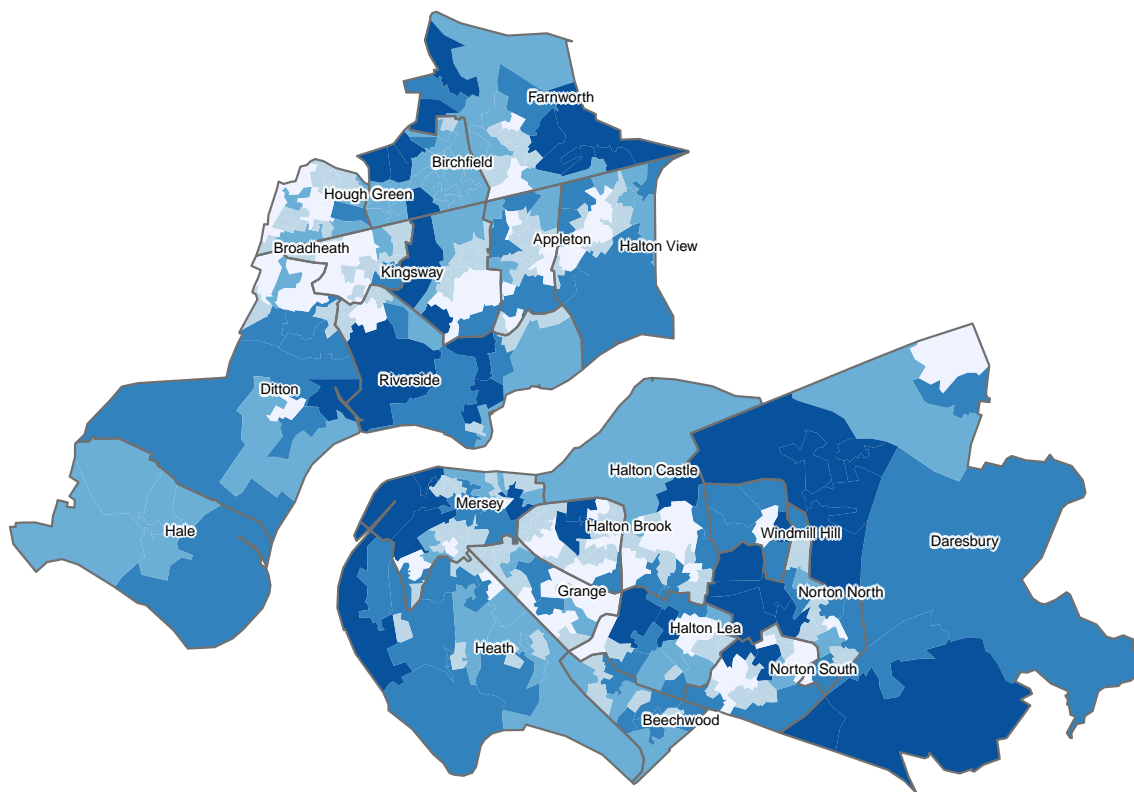 Farnworth
Birchfield
Hough Green
Appleton
Broadheath
Halton View
Kingsway
Riverside
Ditton
Halton Castle
Mersey
Halton Brook
Hale
Windmill Hill
Daresbury
Grange
Norton North
Halton Lea
Heath
Norton South
Beechwood